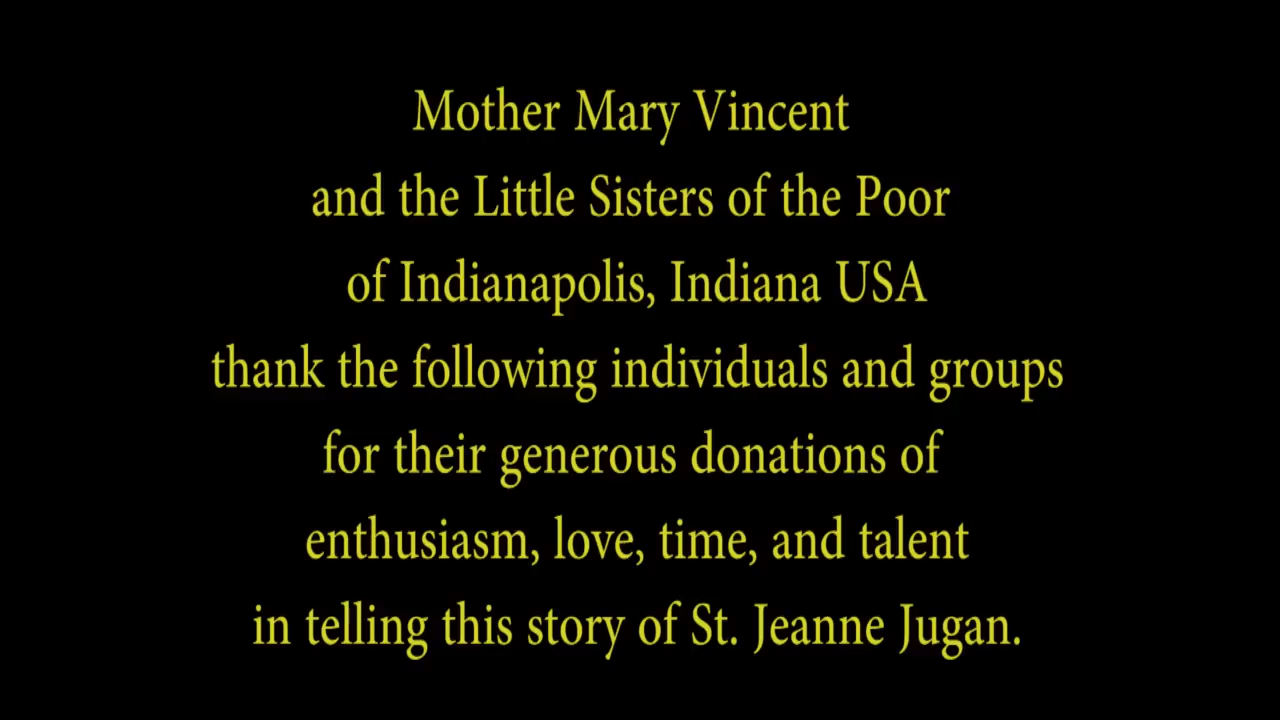 Mother Mary Vincent
and the Little Sisters of the Poor
of Indianapolis, Indiana USA
thank the following individuals and groups
for their generous donations of
enthusiasm, love, time, and talent
in telling this story of St. Jeanne Jugan.